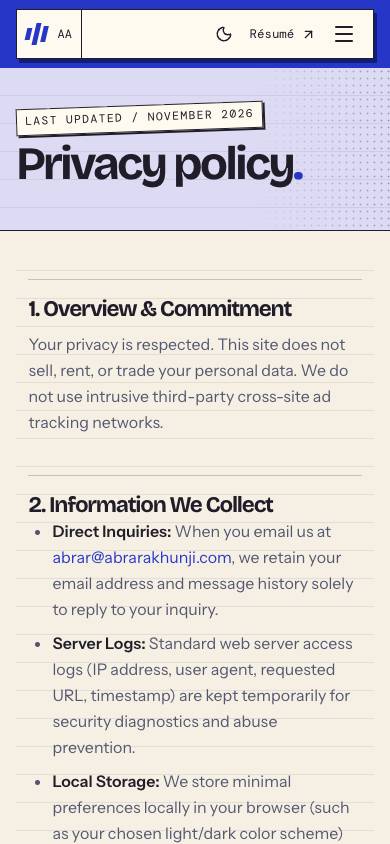 AA
Résumé
LAST UPDATED / NOVEMBER 2026
Privacy policy.
1. Overview & Commitment
Your privacy is respected. This site does not
sell, rent, or trade your personal data. We do
not use intrusive third-party cross-site ad
tracking networks.
2. Information We Collect
• Direct Inquiries: When you email us at
abrar@abrarakhunji.com, we retain your
email address and message history solely
to reply to your inquiry.
• Server Logs: Standard web server access
logs (IP address, user agent, requested
URL, timestamp) are kept temporarily for
security diagnostics and abuse
prevention.
• Local Storage: We store minimal
preferences locally in your browser (such
as your chosen light/dark color scheme)